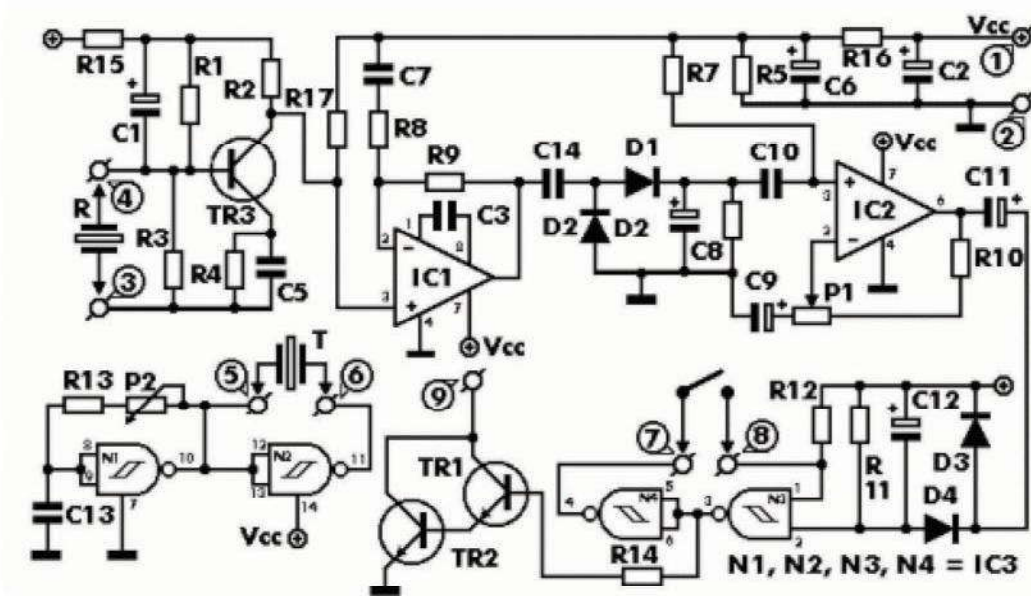 Vcc
R15
R1
R2
R17
C7
R7
R5
R16
C2
C6
1
2
C1
R8
R9
C14
D1
C10
Vcc
C11
4
R
TR3
C3
D2
D2
C8
+
3
2
7
6
4
IC2
R3
R4
C5
1
8
2
−
IC1
3
+
4
7
C9
P1
R10
3
Vcc
T
5
6
9
R13
P2
7
8
R12
C12
8
9
N1
10
7
12
13
N2
11
14
TR1
4
N4
5
6
3
N3
1
2
R
11
D3
D4
C13
Vcc
TR2
R14
N1, N2, N3, N4 = IC3